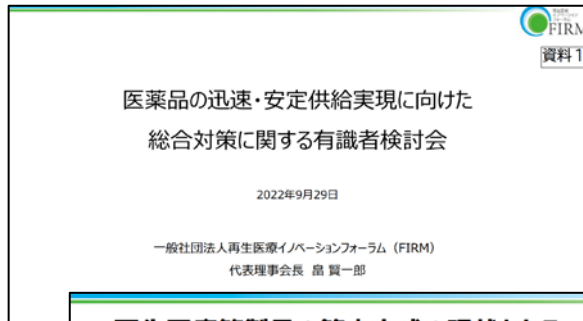 FIRM
資料1
医薬品の迅速・安定供給実現に向けた
総合対策に関する有識者検討会
2022年9月29日
一般社団法人再生医療イノベーションフォーラム（FIRM）
代表理事会長 畠 賢一郎